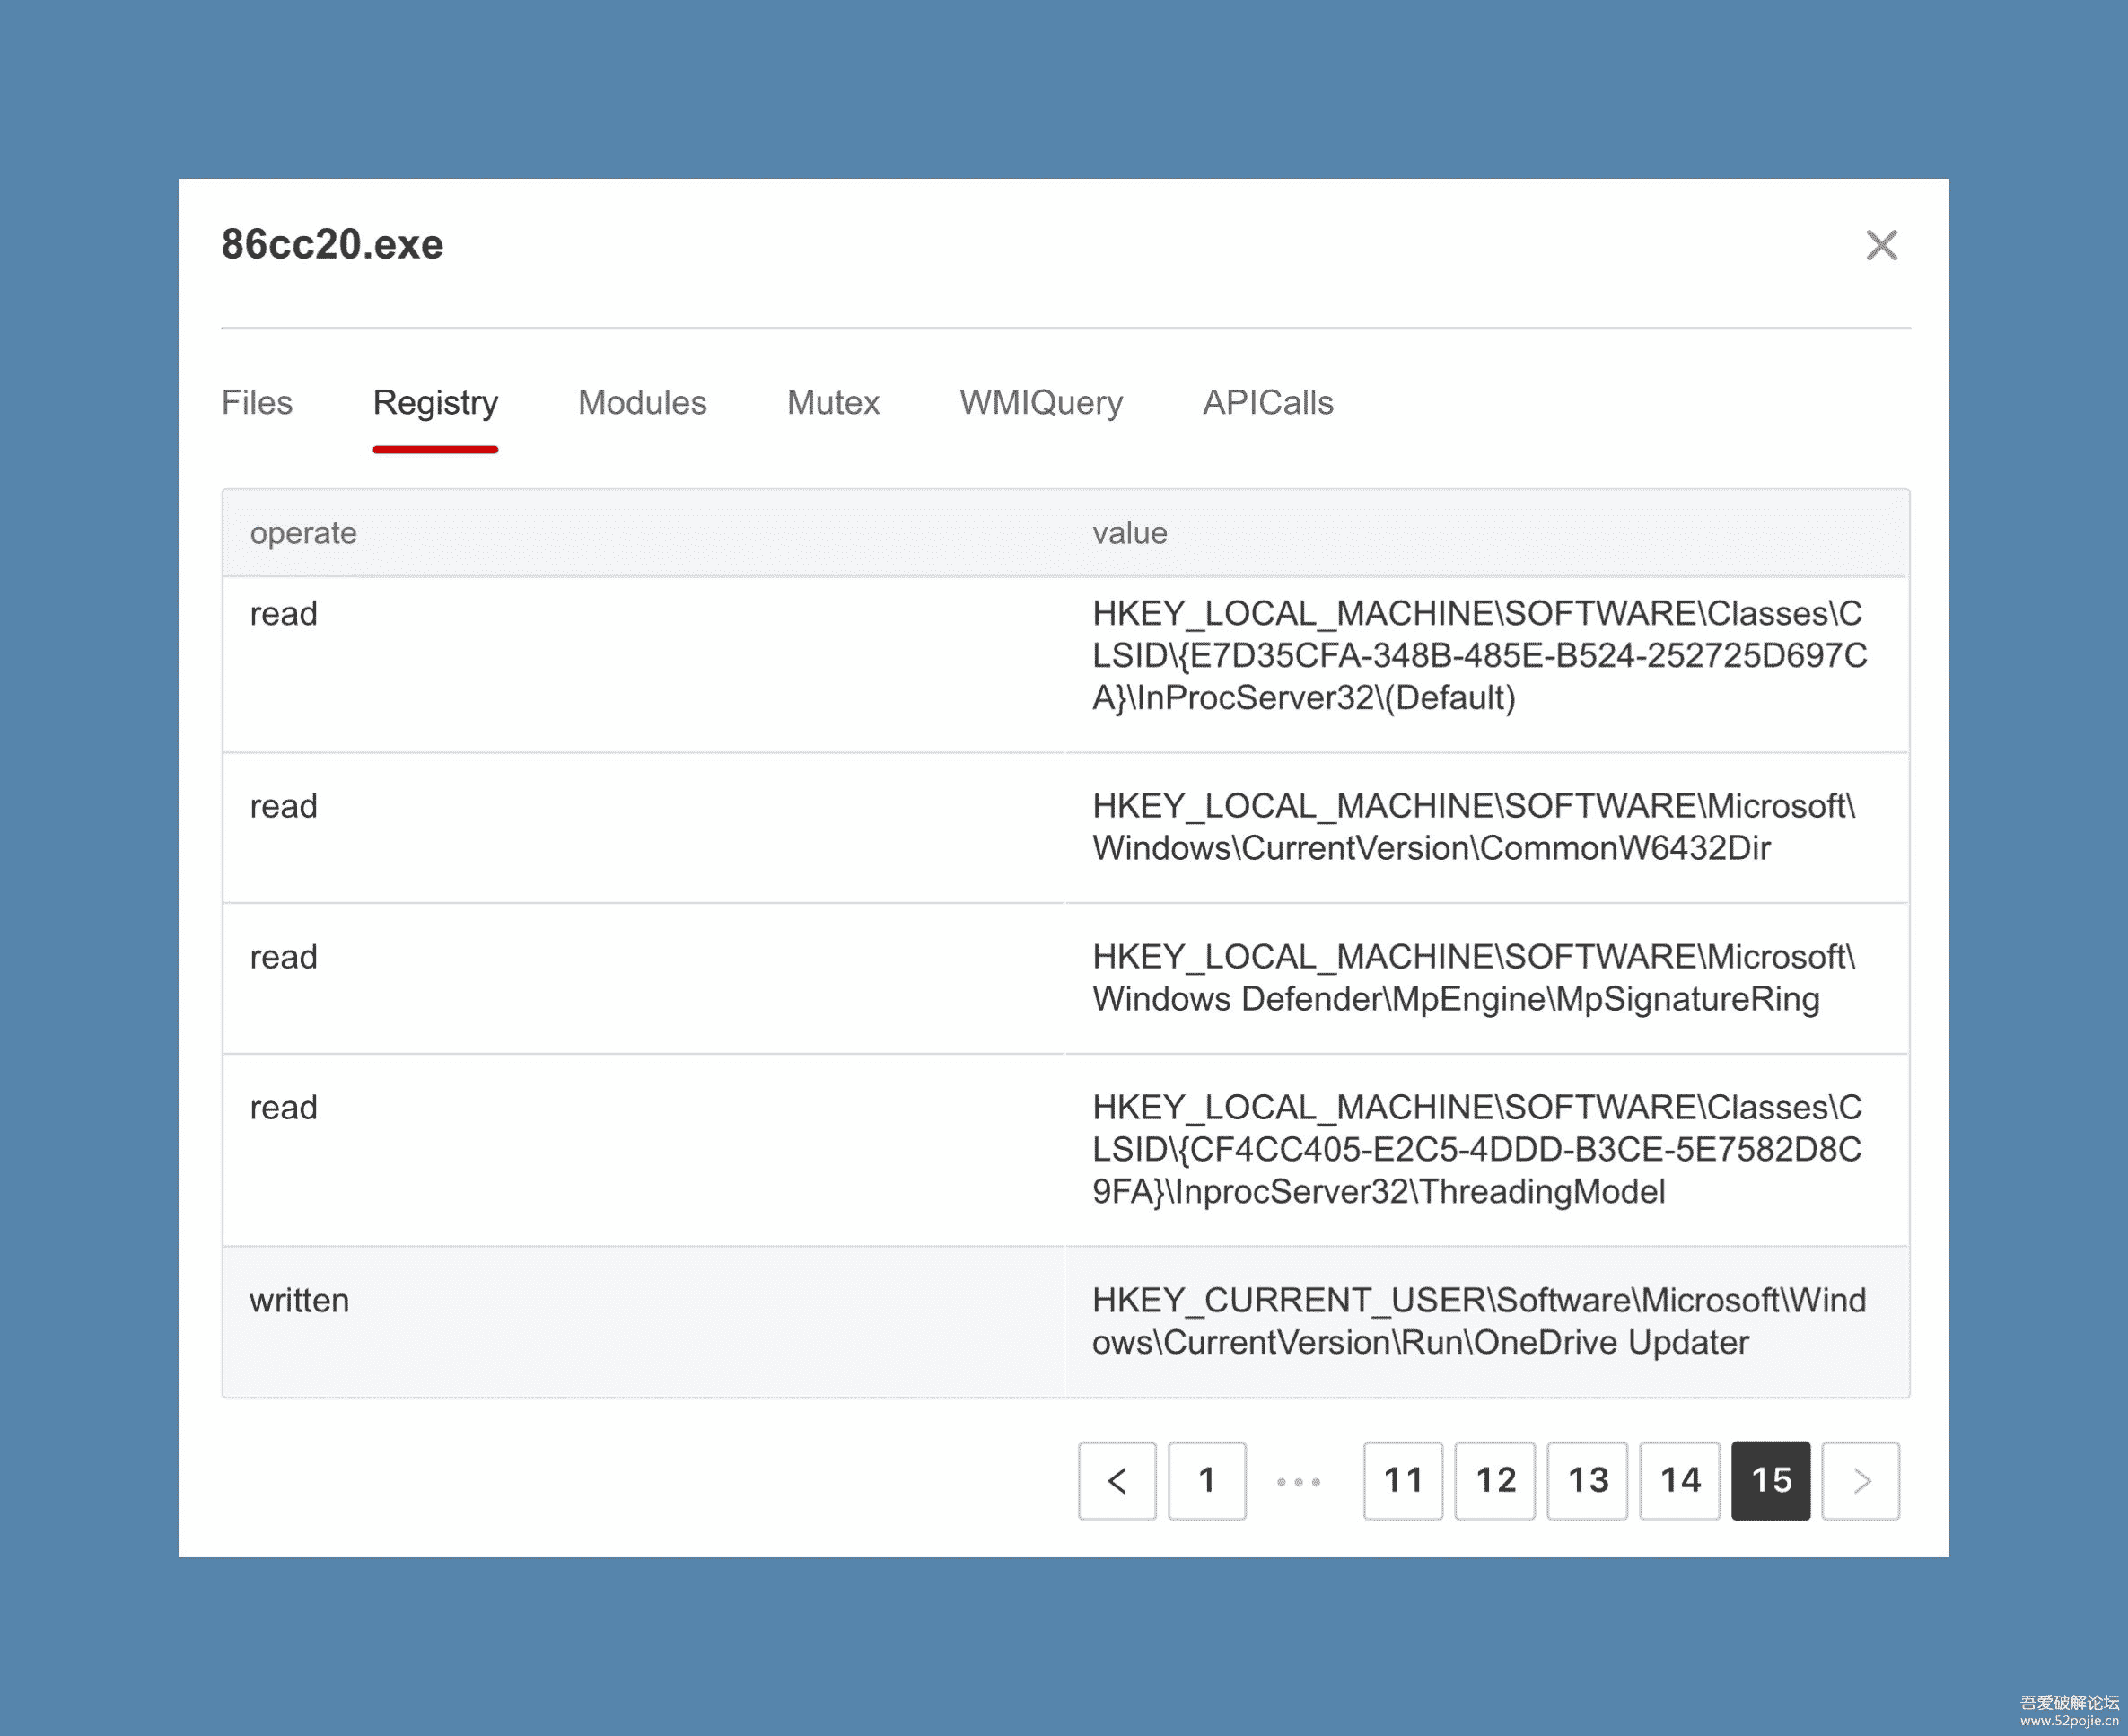 86cc20.exe
Files Registry Modules Mutex WMIQuery APICalls
operate value
read HKEY_LOCAL_MACHINE\SOFTWARE\Classes\C
LSID\{E7D35CFA-348B-485E-B524-252725D697C
A}\InProcServer32\(Default)
read HKEY_LOCAL_MACHINE\SOFTWARE\Microsoft\
Windows\CurrentVersion\CommonW6432Dir
read HKEY_LOCAL_MACHINE\SOFTWARE\Microsoft\
Windows Defender\MpEngine\MpSignatureRing
read HKEY_LOCAL_MACHINE\SOFTWARE\Classes\C
LSID\{CF4CC405-E2C5-4DDD-B3CE-5E7582D8C
9FA}\InprocServer32\ThreadingModel
written HKEY_CURRENT_USER\Software\Microsoft\Wind
ows\CurrentVersion\Run\OneDrive Updater
< 1 ••• 11 12 13 14 15 >
吾爱破解论坛
www.52pojie.cn